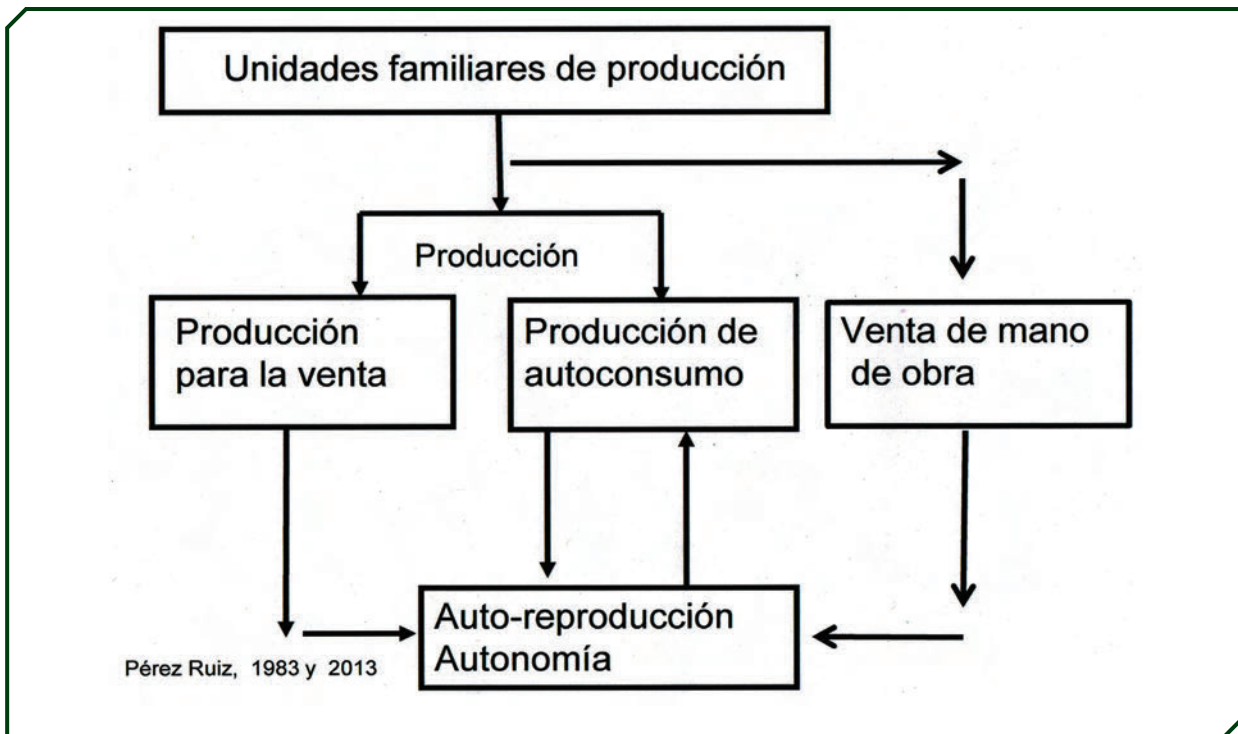 Unidades familiares de producción
Producción
Producción
para la venta
Producción de
autoconsumo
Venta de mano
de obra
Auto-reproducción
Autonomía
Pérez Ruiz, 1983 y 2013